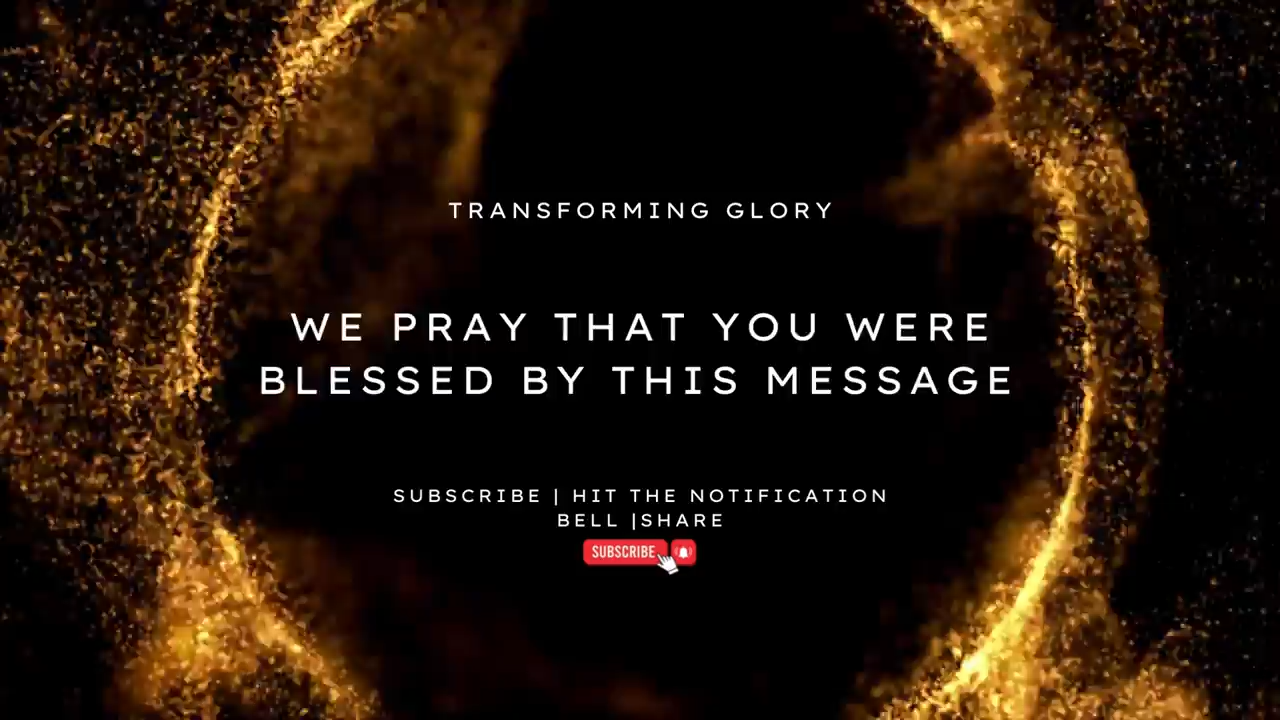 TRANSFORMING GLORY
WE PRAY THAT YOU WERE
BLESSED BY THIS MESSAGE
SUBSCRIBE | HIT THE NOTIFICATION
BELL |SHARE
SUBSCRIBE